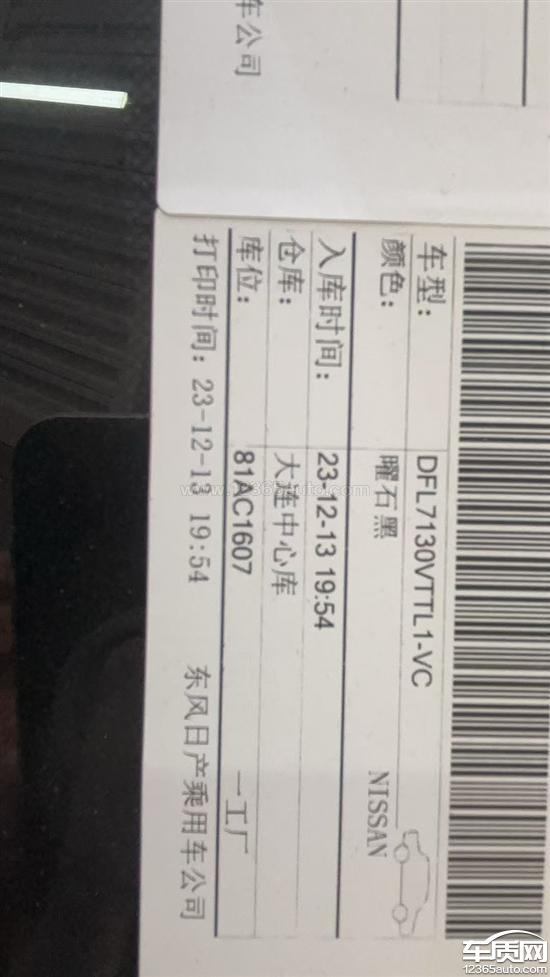 车公司
车型： DFL7130VTTL1-VC
颜色： 曜石黑 NISSAN
入库时间： 23-12-13 19:54
仓库： 大连中心库
库位： 81AC1607 一工厂
打印时间：23-12-13 19:54 东风日产乘用车公司
www.12365auto.com
车质网
12365auto.com